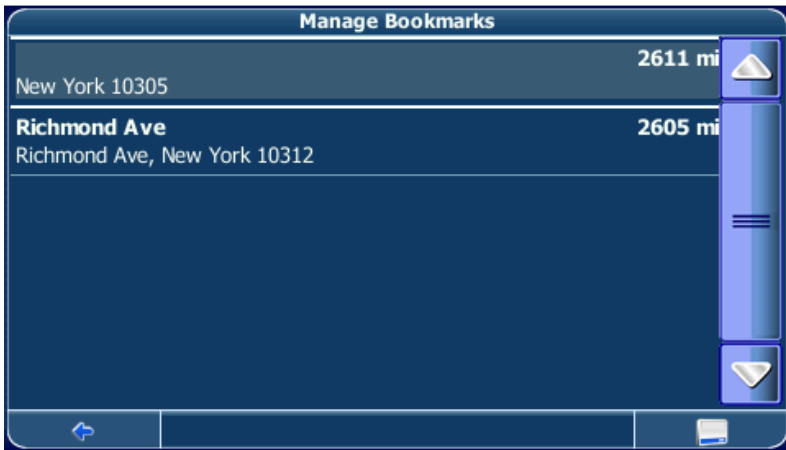 Manage Bookmarks
2611 mi
New York 10305
Richmond Ave 2605 mi
Richmond Ave, New York 10312